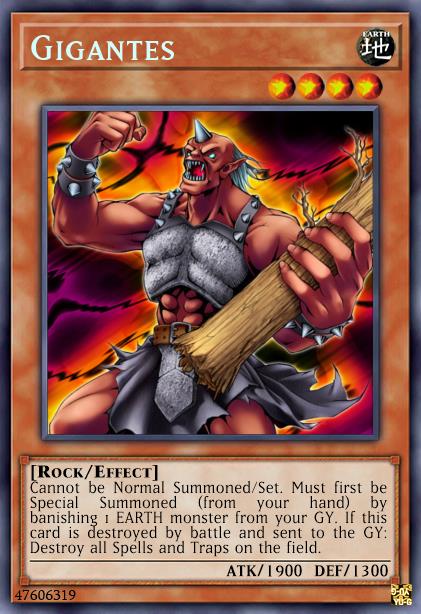 GIGANTES
EARTH
地
[ROCK/EFFECT]
Cannot be Normal Summoned/Set. Must first be
Special Summoned (from your hand) by
banishing 1 EARTH monster from your GY. If this
card is destroyed by battle and sent to the GY:
Destroy all Spells and Traps on the field.
ATK/1900 DEF/1300
47606319